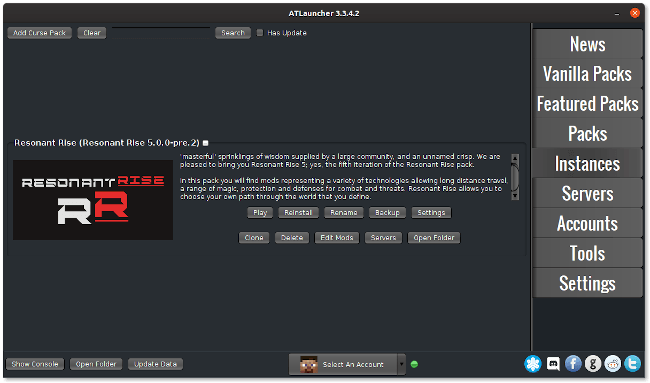 ATLauncher 3.3.4.2
Add Curse Pack Clear Search Has Update
News
Vanilla Packs
Featured Packs
Packs
Instances
Servers
Accounts
Tools
Settings
Resonant Rise (Resonant Rise 5.0.0-pre.2)
RESONANT RISE
RR
"masterful" sprinklings of wisdom supplied by a large community, and an unnamed crisp. We are
pleased to bring you Resonant Rise 5; yes, the fifth iteration of the Resonant Rise pack.
In this pack you will find mods representing a variety of technologies allowing long distance travel,
a range of magic, protection and defenses for combat and threats. Resonant Rise allows you to
choose your own path through the world that you define.
Play Reinstall Rename Backup Settings
Clone Delete Edit Mods Servers Open Folder
Show Console Open Folder Update Data Select An Account